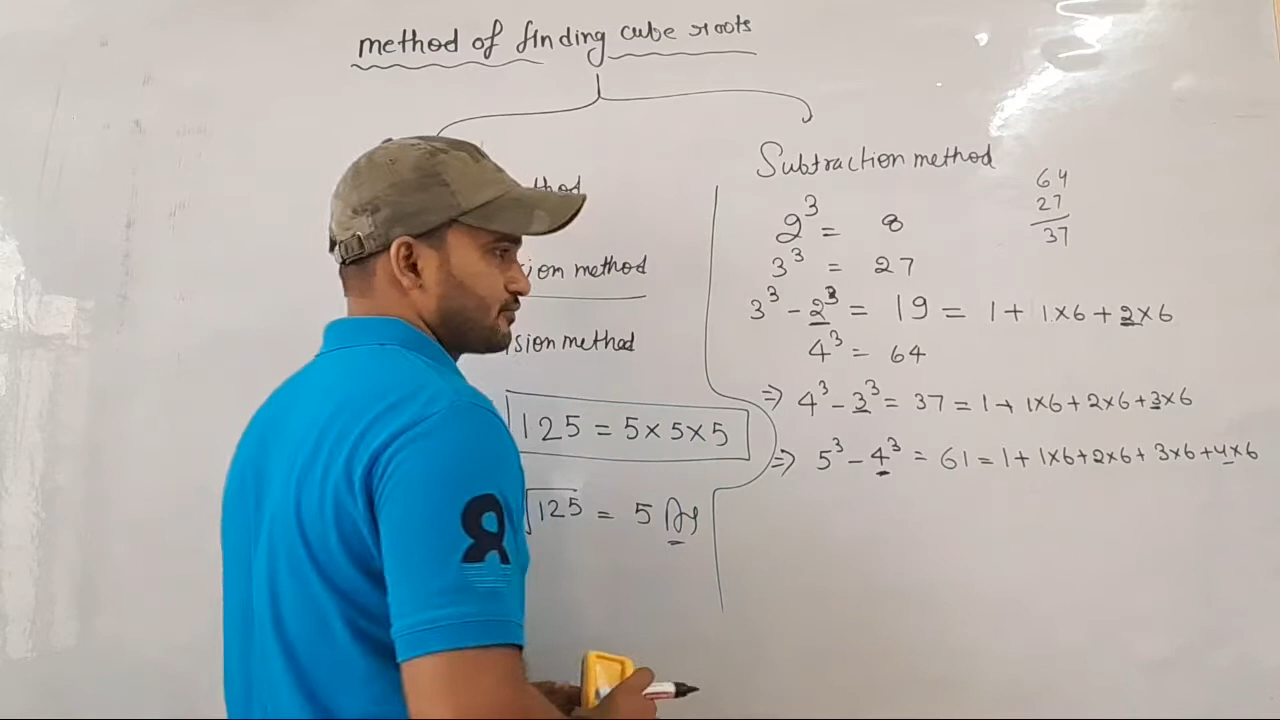 method of finding cube roots
method
ion method
sion method
125 = 5×5×5
√125 = 5 Ans
Subtraction method
2³ = 8
3³ = 27
64
27
37
3³ - 2³ = 19 = 1 + 1×6 + 2×6
4³ = 64
⇒ 4³ - 3³ = 37 = 1 + 1×6 + 2×6 + 3×6
⇒ 5³ - 4³ = 61 = 1 + 1×6 + 2×6 + 3×6 + 4×6